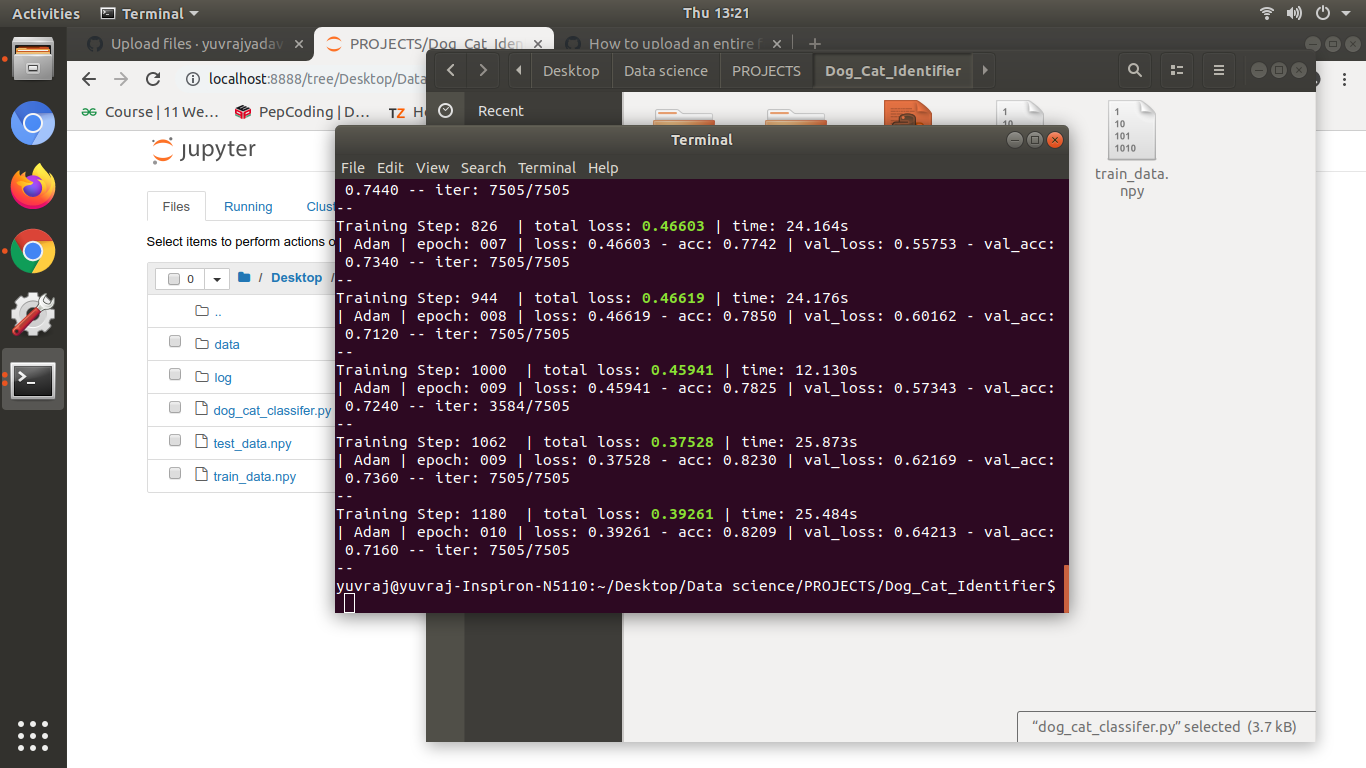 Activities
Terminal
Thu 13:21
Upload files · yuvrajyadav
PROJECTS/Dog_Cat_Iden
How to upload an entire f
localhost:8888/tree/Desktop/Data
Course | 11 We…
PepCoding | D…
TZ
Desktop
Data science
PROJECTS
Dog_Cat_Identifier
Recent
1
10
101
1010
train_data.
npy
jupyter
Files
Running
Clust
Select items to perform actions o
0
/
Desktop
/
..
data
log
dog_cat_classifer.py
test_data.npy
train_data.npy
Terminal
File Edit View Search Terminal Help
0.7440 -- iter: 7505/7505
--
Training Step: 826 | total loss: 0.46603 | time: 24.164s
| Adam | epoch: 007 | loss: 0.46603 - acc: 0.7742 | val_loss: 0.55753 - val_acc:
0.7340 -- iter: 7505/7505
--
Training Step: 944 | total loss: 0.46619 | time: 24.176s
| Adam | epoch: 008 | loss: 0.46619 - acc: 0.7850 | val_loss: 0.60162 - val_acc:
0.7120 -- iter: 7505/7505
--
Training Step: 1000 | total loss: 0.45941 | time: 12.130s
| Adam | epoch: 009 | loss: 0.45941 - acc: 0.7825 | val_loss: 0.57343 - val_acc:
0.7240 -- iter: 3584/7505
--
Training Step: 1062 | total loss: 0.37528 | time: 25.873s
| Adam | epoch: 009 | loss: 0.37528 - acc: 0.8230 | val_loss: 0.62169 - val_acc:
0.7360 -- iter: 7505/7505
--
Training Step: 1180 | total loss: 0.39261 | time: 25.484s
| Adam | epoch: 010 | loss: 0.39261 - acc: 0.8209 | val_loss: 0.64213 - val_acc:
0.7160 -- iter: 7505/7505
--
yuvraj@yuvraj-Inspiron-N5110:~/Desktop/Data science/PROJECTS/Dog_Cat_Identifier$
“dog_cat_classifer.py” selected (3.7 kB)